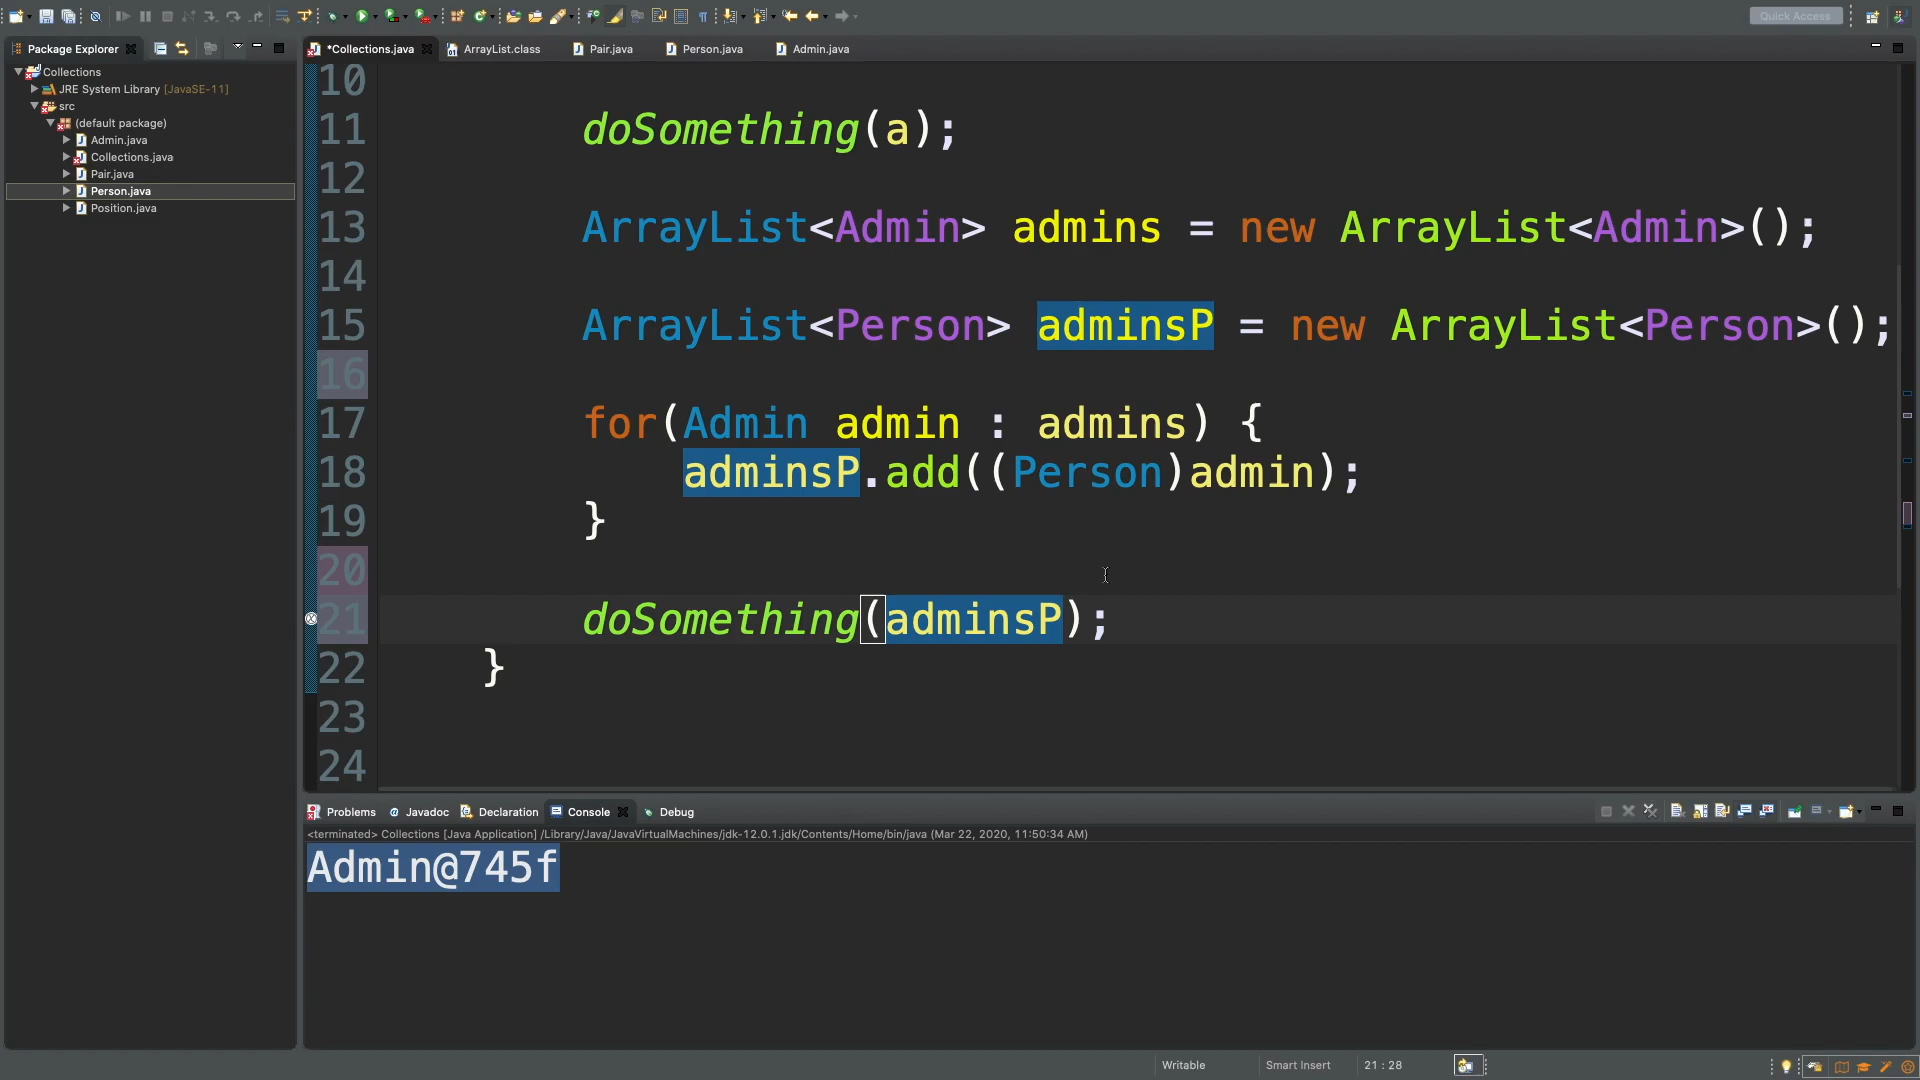 Quick Access
Package Explorer
*Collections.java
ArrayList.class
Pair.java
Person.java
Admin.java
Collections
JRE System Library [JavaSE-11]
src
(default package)
Admin.java
Collections.java
Pair.java
Person.java
Position.java
10
11 doSomething(a);
12
13 ArrayList<Admin> admins = new ArrayList<Admin>();
14
15 ArrayList<Person> adminsP = new ArrayList<Person>();
16
17 for(Admin admin : admins) {
18 adminsP.add((Person)admin);
19 }
20
21 doSomething(adminsP);
22 }
23
24
Problems
Javadoc
Declaration
Console
Debug
<terminated> Collections [Java Application] /Library/Java/JavaVirtualMachines/jdk-12.0.1.jdk/Contents/Home/bin/java (Mar 22, 2020, 11:50:34 AM)
Admin@745f
Writable
Smart Insert
21 : 28